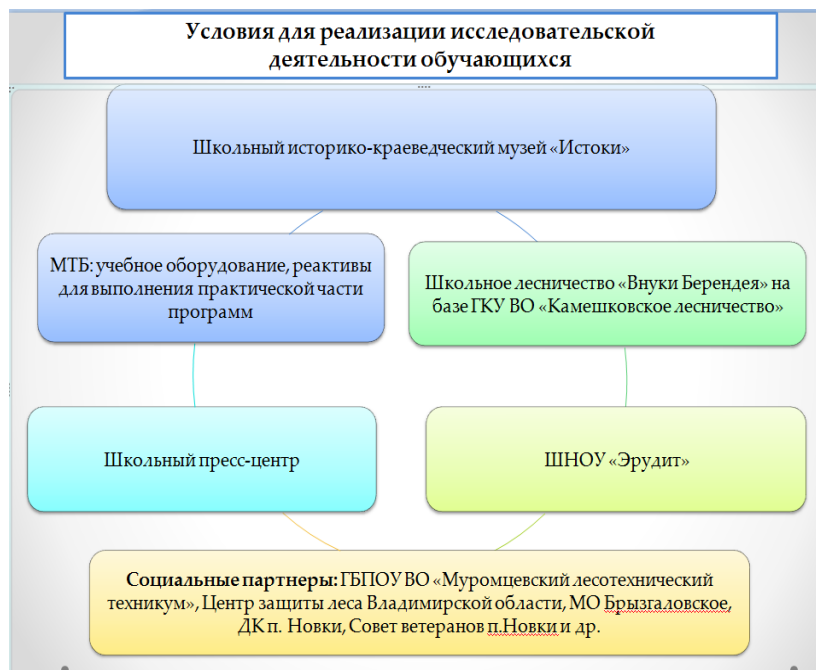 Условия для реализации исследовательской
деятельности обучающихся
Школьный историко-краеведческий музей «Истоки»
МТБ: учебное оборудование, реактивы
для выполнения практической части
программ
Школьное лесничество «Внуки Берендея» на
базе ГКУ ВО «Камешковское лесничество»
Школьный пресс-центр
ШНОУ «Эрудит»
Социальные партнеры: ГБПОУ ВО «Муромцевский лесотехнический
техникум», Центр защиты леса Владимирской области, МО Брызгаловское,
ДК п. Новки, Совет ветеранов п.Новки и др.